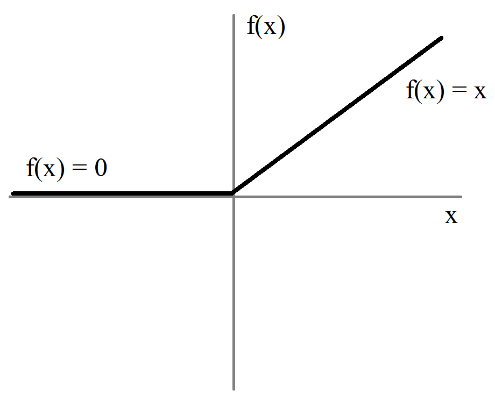 f(x)
f(x) = x
f(x) = 0
x